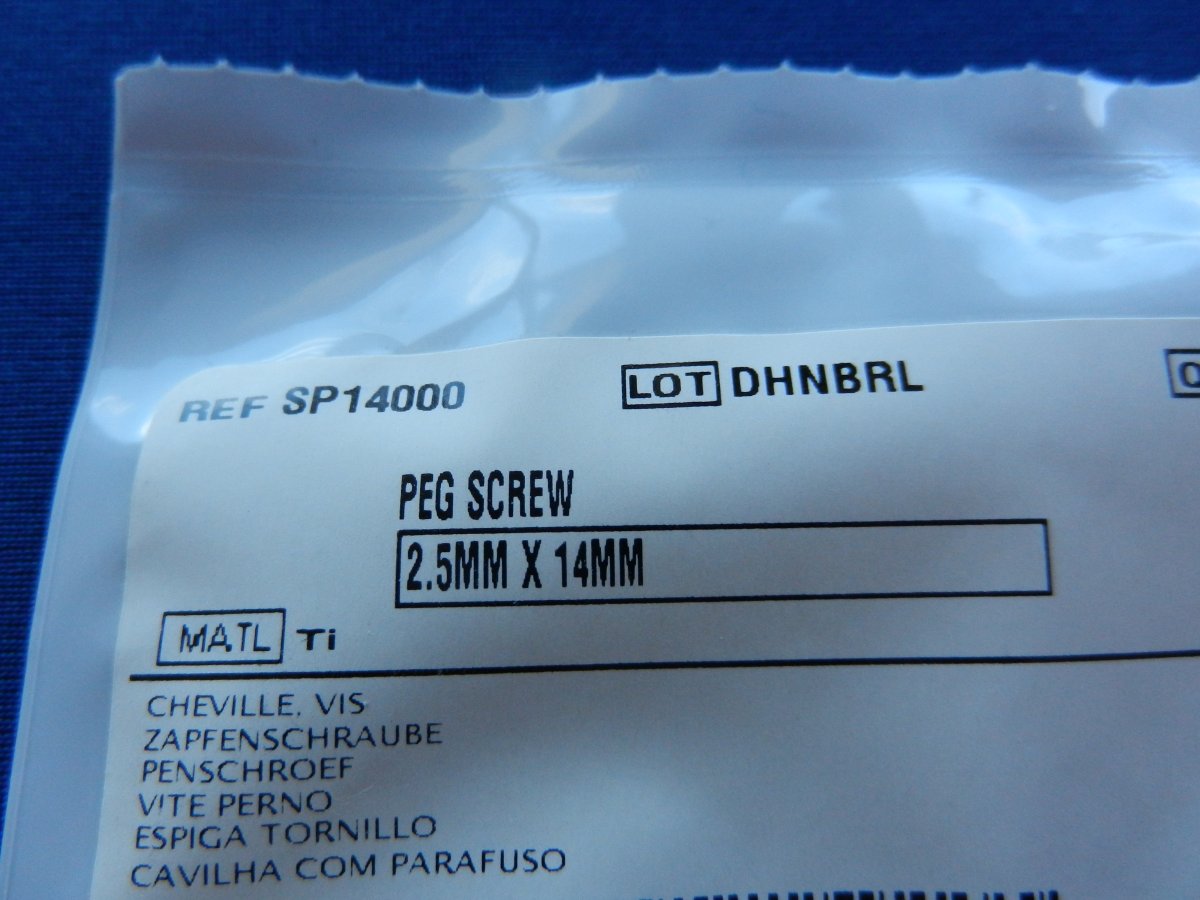 REF SP14000 LOT DHNBRL
PEG SCREW
2.5MM X 14MM
MATL Ti
CHEVILLE, VIS
ZAPFENSCHRAUBE
PENSCHROEF
VITE PERNO
ESPIGA TORNILLO
CAVILHA COM PARAFUSO